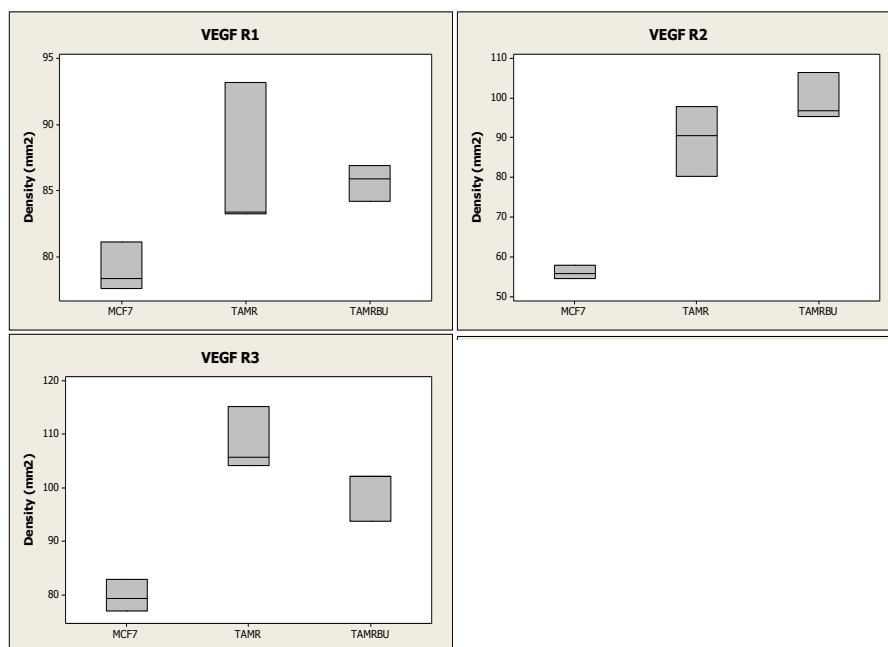 VEGF R1
95
90
85
80
Density (mm2)
MCF7 TAMR TAMRBU
VEGF R2
110
100
90
80
70
60
50
Density (mm2)
MCF7 TAMR TAMRBU
VEGF R3
120
110
100
90
80
Density (mm2)
MCF7 TAMR TAMRBU